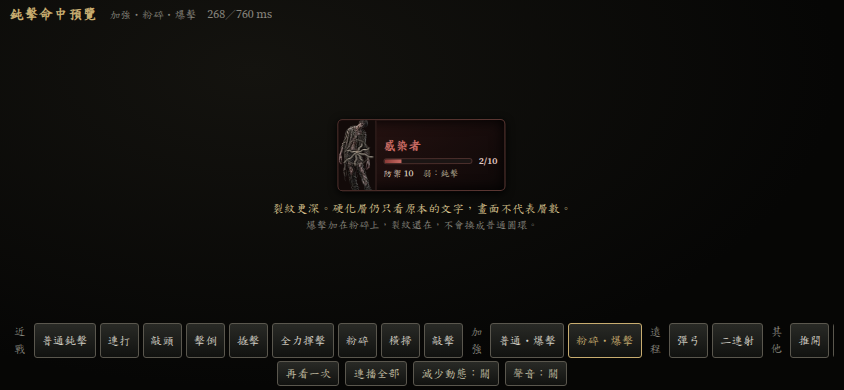 鈍擊命中預覽 加強・粉碎・爆擊 268/760 ms
感染者
2/10
防禦 10 弱：鈍擊
裂紋更深。硬化層仍只看原本的文字，畫面不代表層數。
爆擊加在粉碎上，裂紋還在，不會換成普通圓環。
近戰 普通鈍擊 連打 敲頭 擊倒 掀擊 全力揮擊 粉碎 橫掃 敲擊 加強 普通・爆擊 粉碎・爆擊 遠程 彈弓 二連射 其他 推開
再看一次 連播全部 減少動態：關 聲音：關